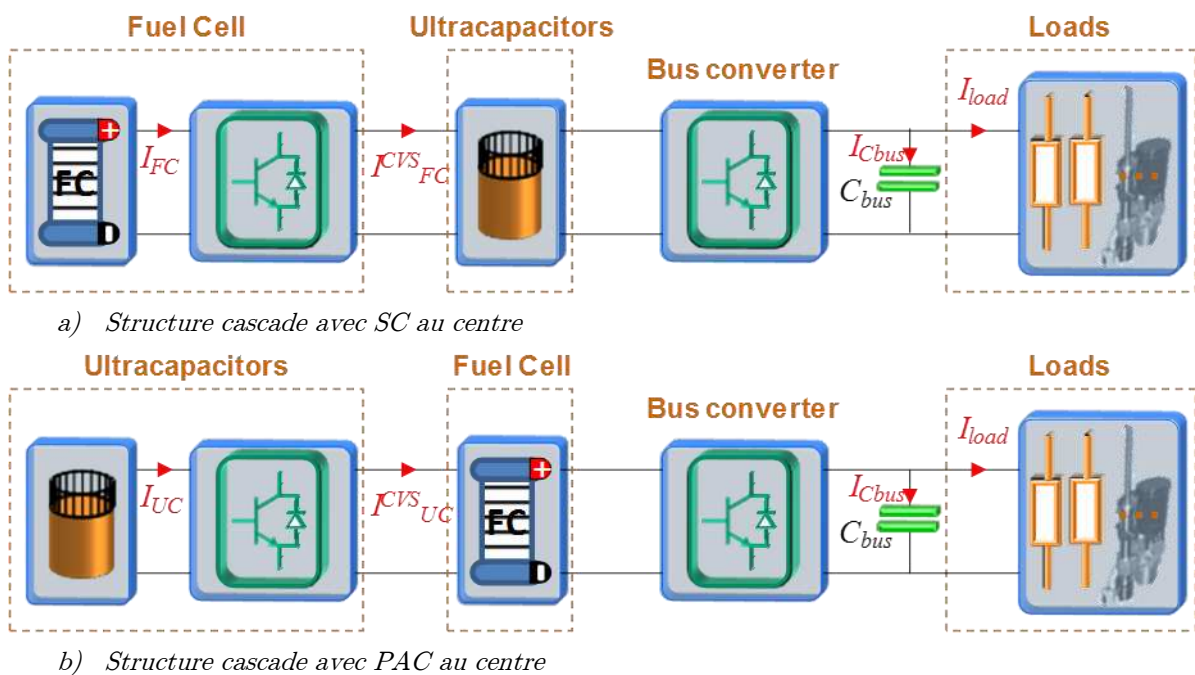 Fuel Cell Ultracapacitors Loads
Bus converter
I_load
+ I_FC I^CVS_FC I_Cbus
FC C_bus
a) Structure cascade avec SC au centre
Ultracapacitors Fuel Cell Loads
Bus converter
I_load
I_UC I^CVS_UC + I_Cbus
FC C_bus
b) Structure cascade avec PAC au centre